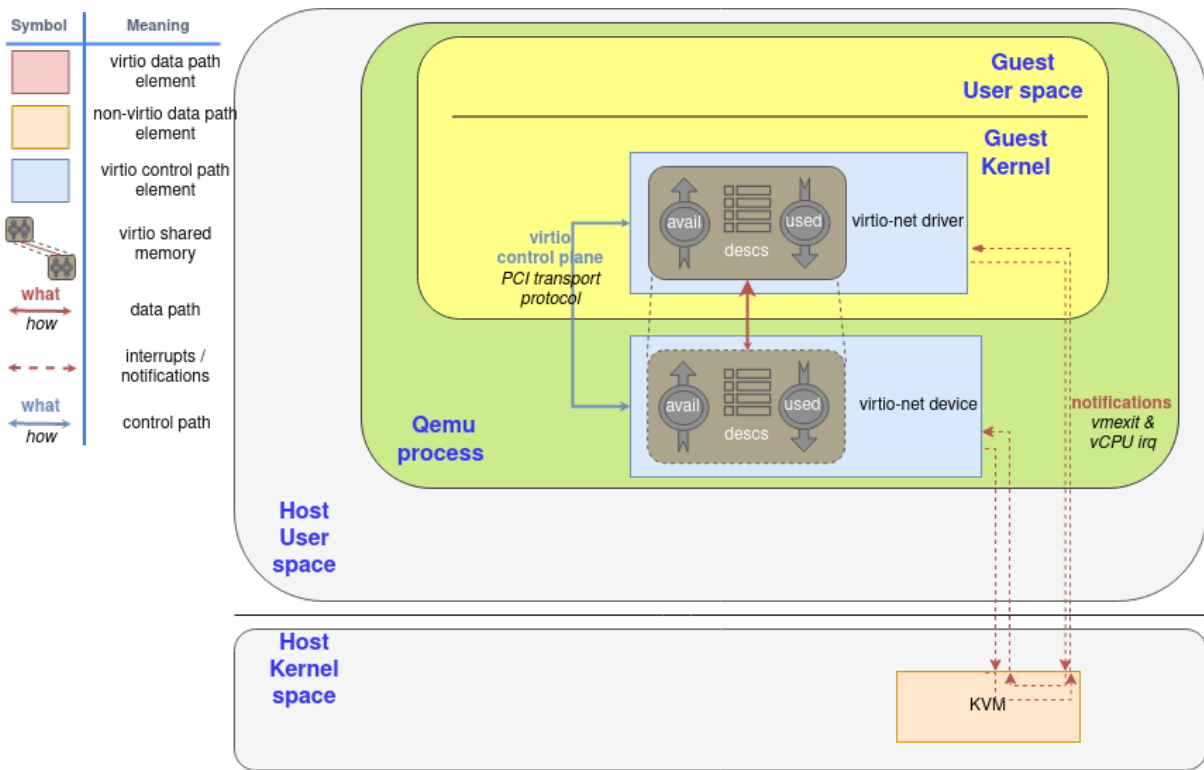 Symbol
Meaning
virtio data path
element
non-virtio data path
element
virtio control path
element
virtio shared
memory
what
how
data path
interrupts /
notifications
what
how
control path
Guest
User space
Guest
Kernel
avail
used
descs
virtio-net driver
virtio
control plane
PCI transport
protocol
avail
used
descs
virtio-net device
notifications
vmexit &
vCPU irq
Qemu
process
Host
User
space
Host
Kernel
space
KVM